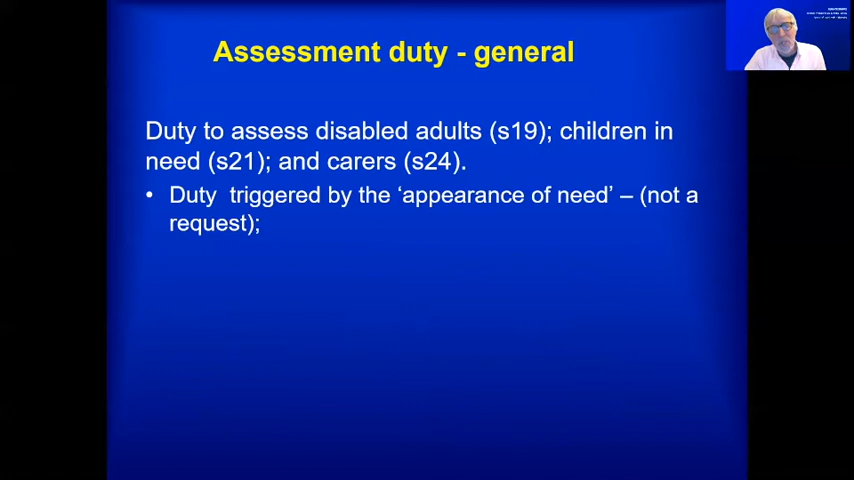 Assessment duty - general
Duty to assess disabled adults (s19); children in
need (s21); and carers (s24).
• Duty  triggered by the ‘appearance of need’ – (not a
request);